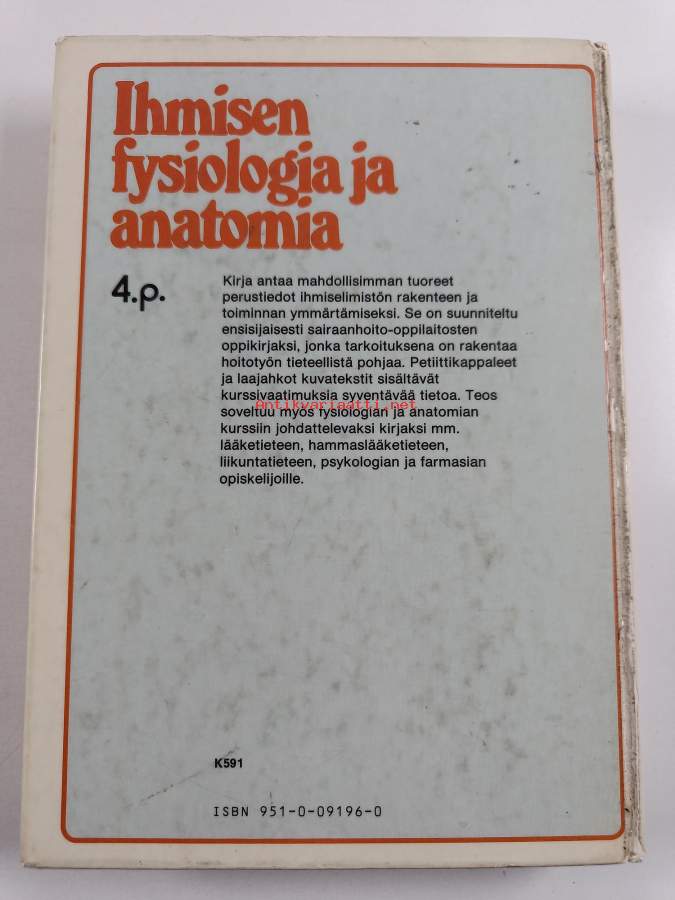 Ihmisen
fysiologia ja
anatomia
4.p.
Kirja antaa mahdollisimman tuoreet
perustiedot ihmiselimistön rakenteen ja
toiminnan ymmärtämiseksi. Se on suunniteltu
ensisijaisesti sairaanhoito-oppilaitosten
oppikirjaksi, jonka tarkoituksena on rakentaa
hoitotyön tieteellistä pohjaa. Petiittikappaleet
ja laajahkot kuvatekstit sisältävät
kurssivaatimuksia syventävää tietoa. Teos
Antikvariaatti.net
soveltuu myös fysiologian ja anatomian
kurssiin johdattelevaksi kirjaksi mm.
lääketieteen, hammaslääketieteen,
liikuntatieteen, psykologian ja farmasian
opiskelijoille.
K591
ISBN 951-0-09196-0